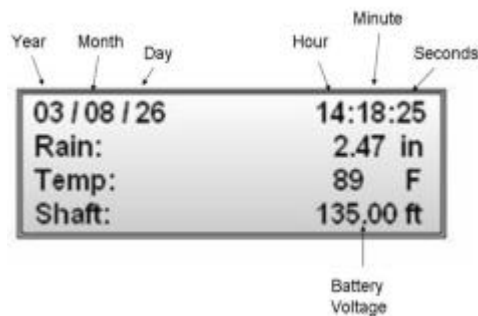 Year Month Day Hour Minute Seconds
03 / 08 / 26 14:18:25
Rain: 2.47 in
Temp: 89 F
Shaft: 135.00 ft
Battery
Voltage